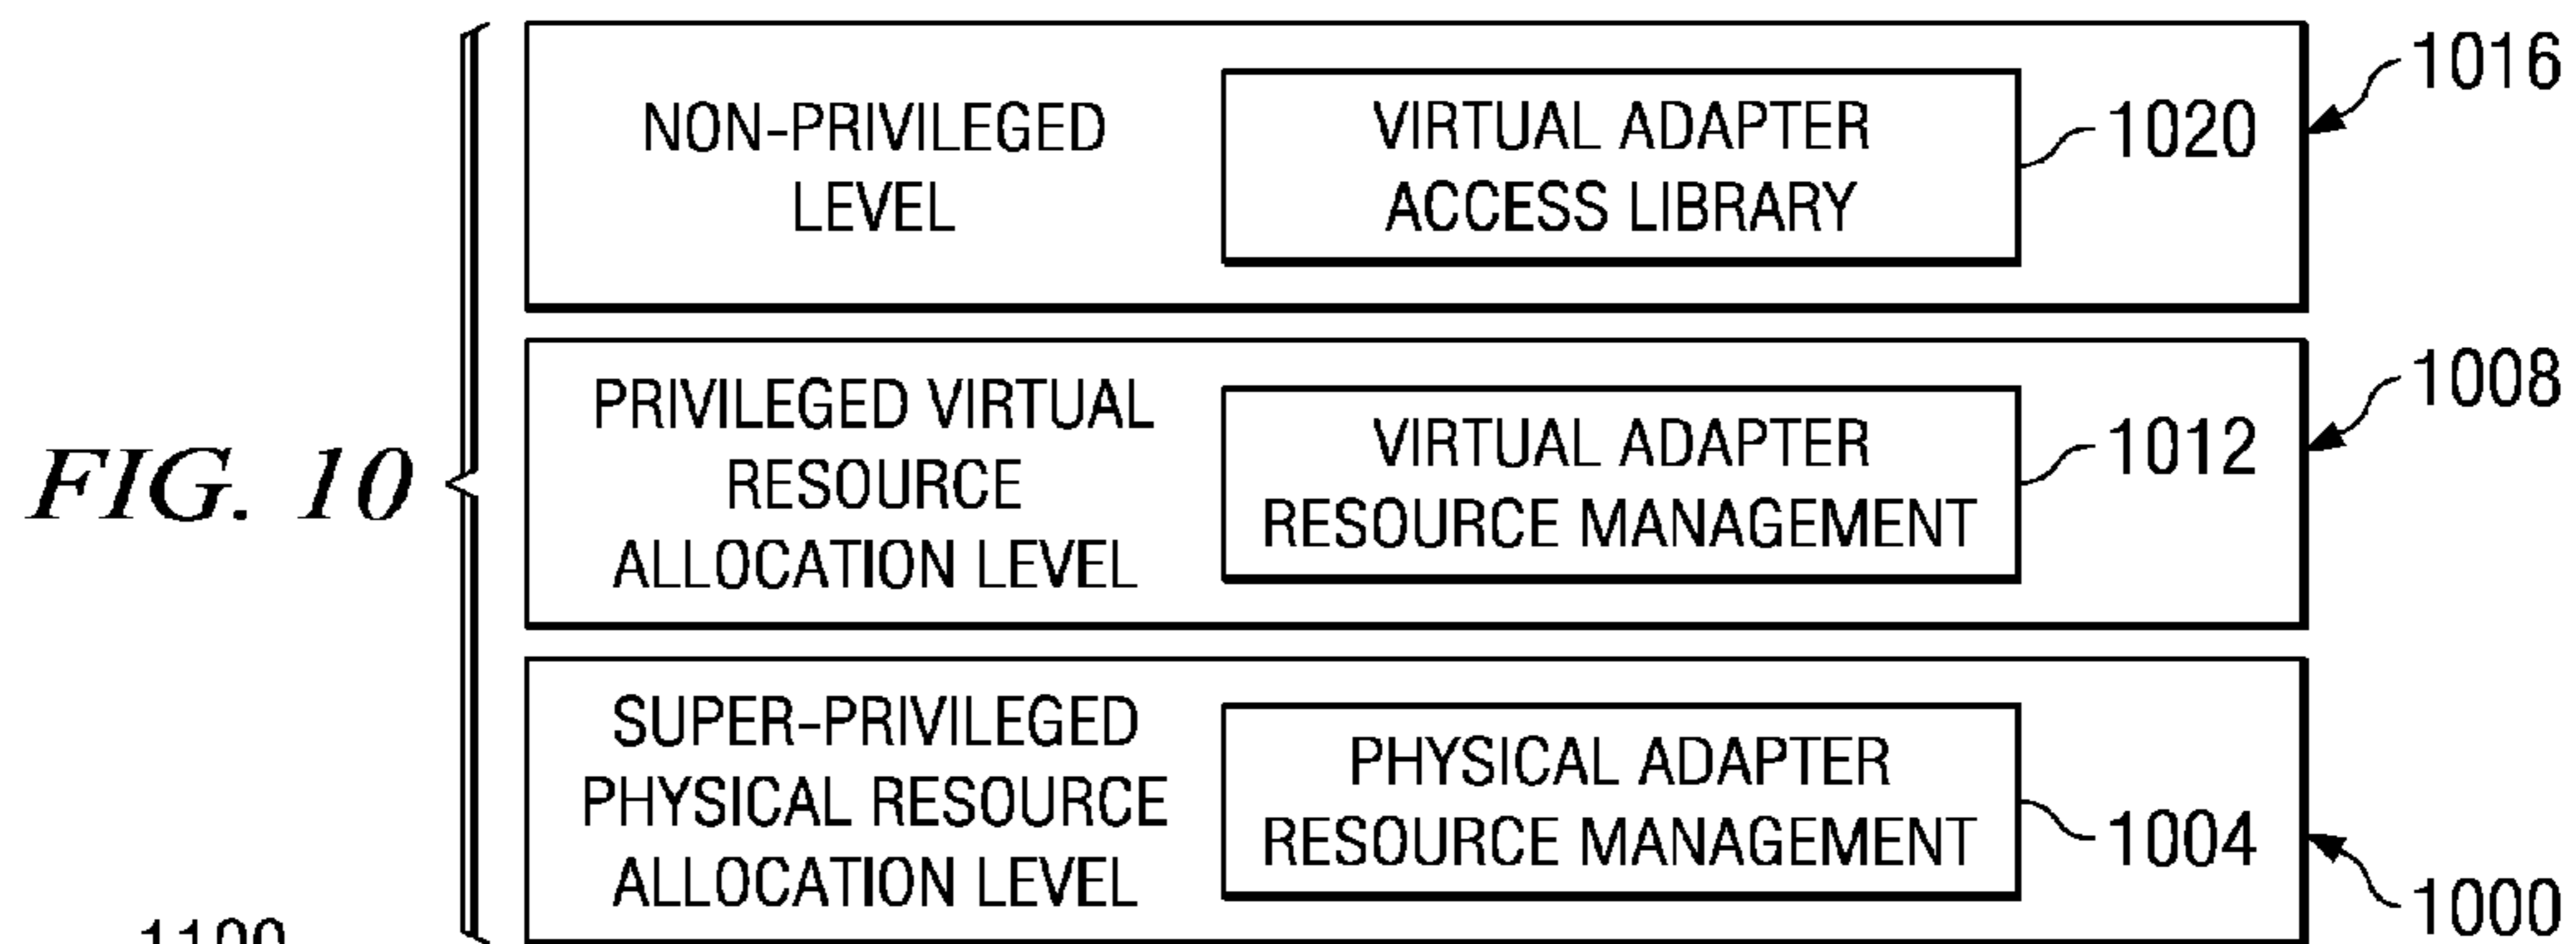 NON-PRIVILEGED
LEVEL
VIRTUAL ADAPTER
ACCESS LIBRARY
1020
1016
FIG. 10
PRIVILEGED VIRTUAL
RESOURCE
ALLOCATION LEVEL
VIRTUAL ADAPTER
RESOURCE MANAGEMENT
1012
1008
SUPER-PRIVILEGED
PHYSICAL RESOURCE
ALLOCATION LEVEL
PHYSICAL ADAPTER
RESOURCE MANAGEMENT
1004
1000
1100